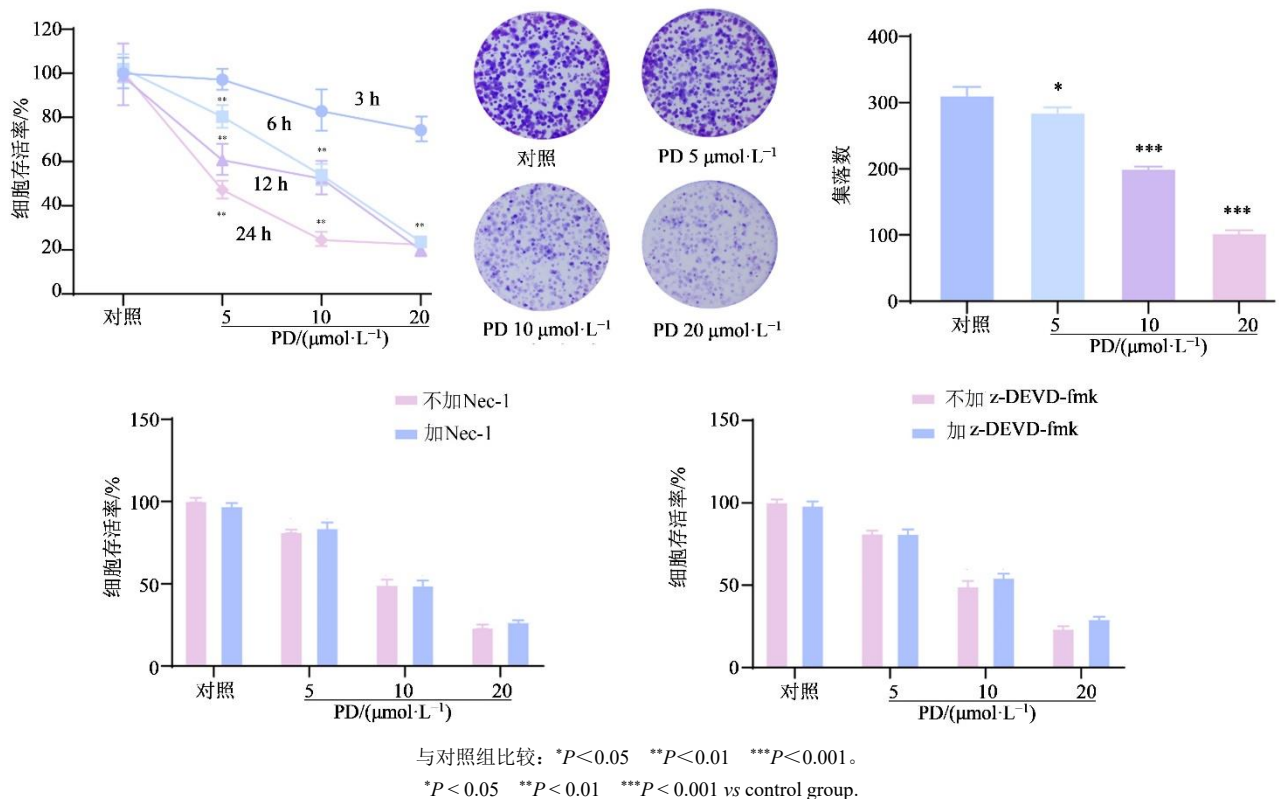 120
100
80
60
40
20
0
细胞存活率/%
**
**
**
**
**
**
3 h
6 h
12 h
24 h
对照
5
10
20
PD/(μmol·L⁻¹)
对照
PD 5 μmol·L⁻¹
PD 10 μmol·L⁻¹
PD 20 μmol·L⁻¹
400
300
200
100
0
集落数
*
***
***
对照
5
10
20
PD/(μmol·L⁻¹)
不加Nec-1
加Nec-1
150
100
50
0
细胞存活率/%
对照
5
10
20
PD/(μmol·L⁻¹)
不加 z-DEVD-fmk
加 z-DEVD-fmk
150
100
50
0
细胞存活率/%
对照
5
10
20
PD/(μmol·L⁻¹)
与对照组比较：*P＜0.05 **P＜0.01 ***P＜0.001。
*P < 0.05 **P < 0.01 ***P < 0.001 vs control group.